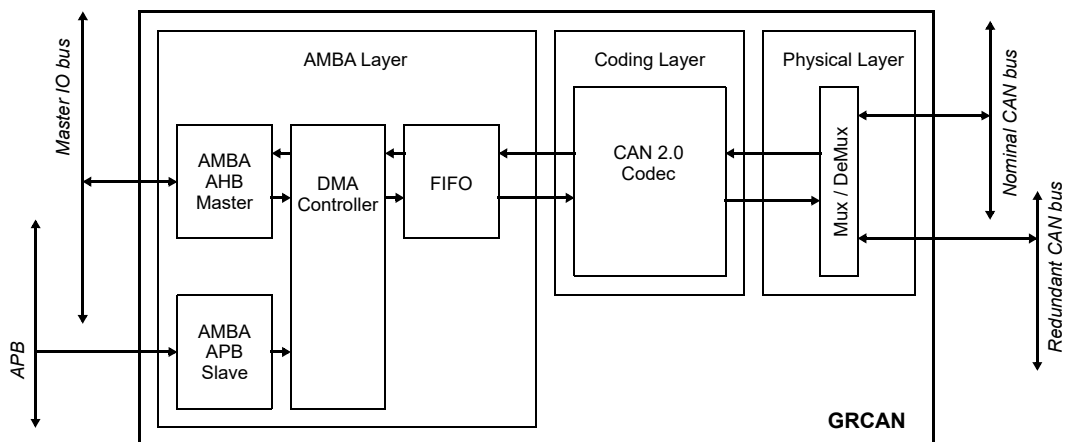 Master IO bus
APB
AMBA Layer
AMBA
AHB
Master
DMA
Controller
FIFO
AMBA
APB
Slave
Coding Layer
CAN 2.0
Codec
Physical Layer
Mux / DeMux
Nominal CAN bus
Redundant CAN bus
GRCAN